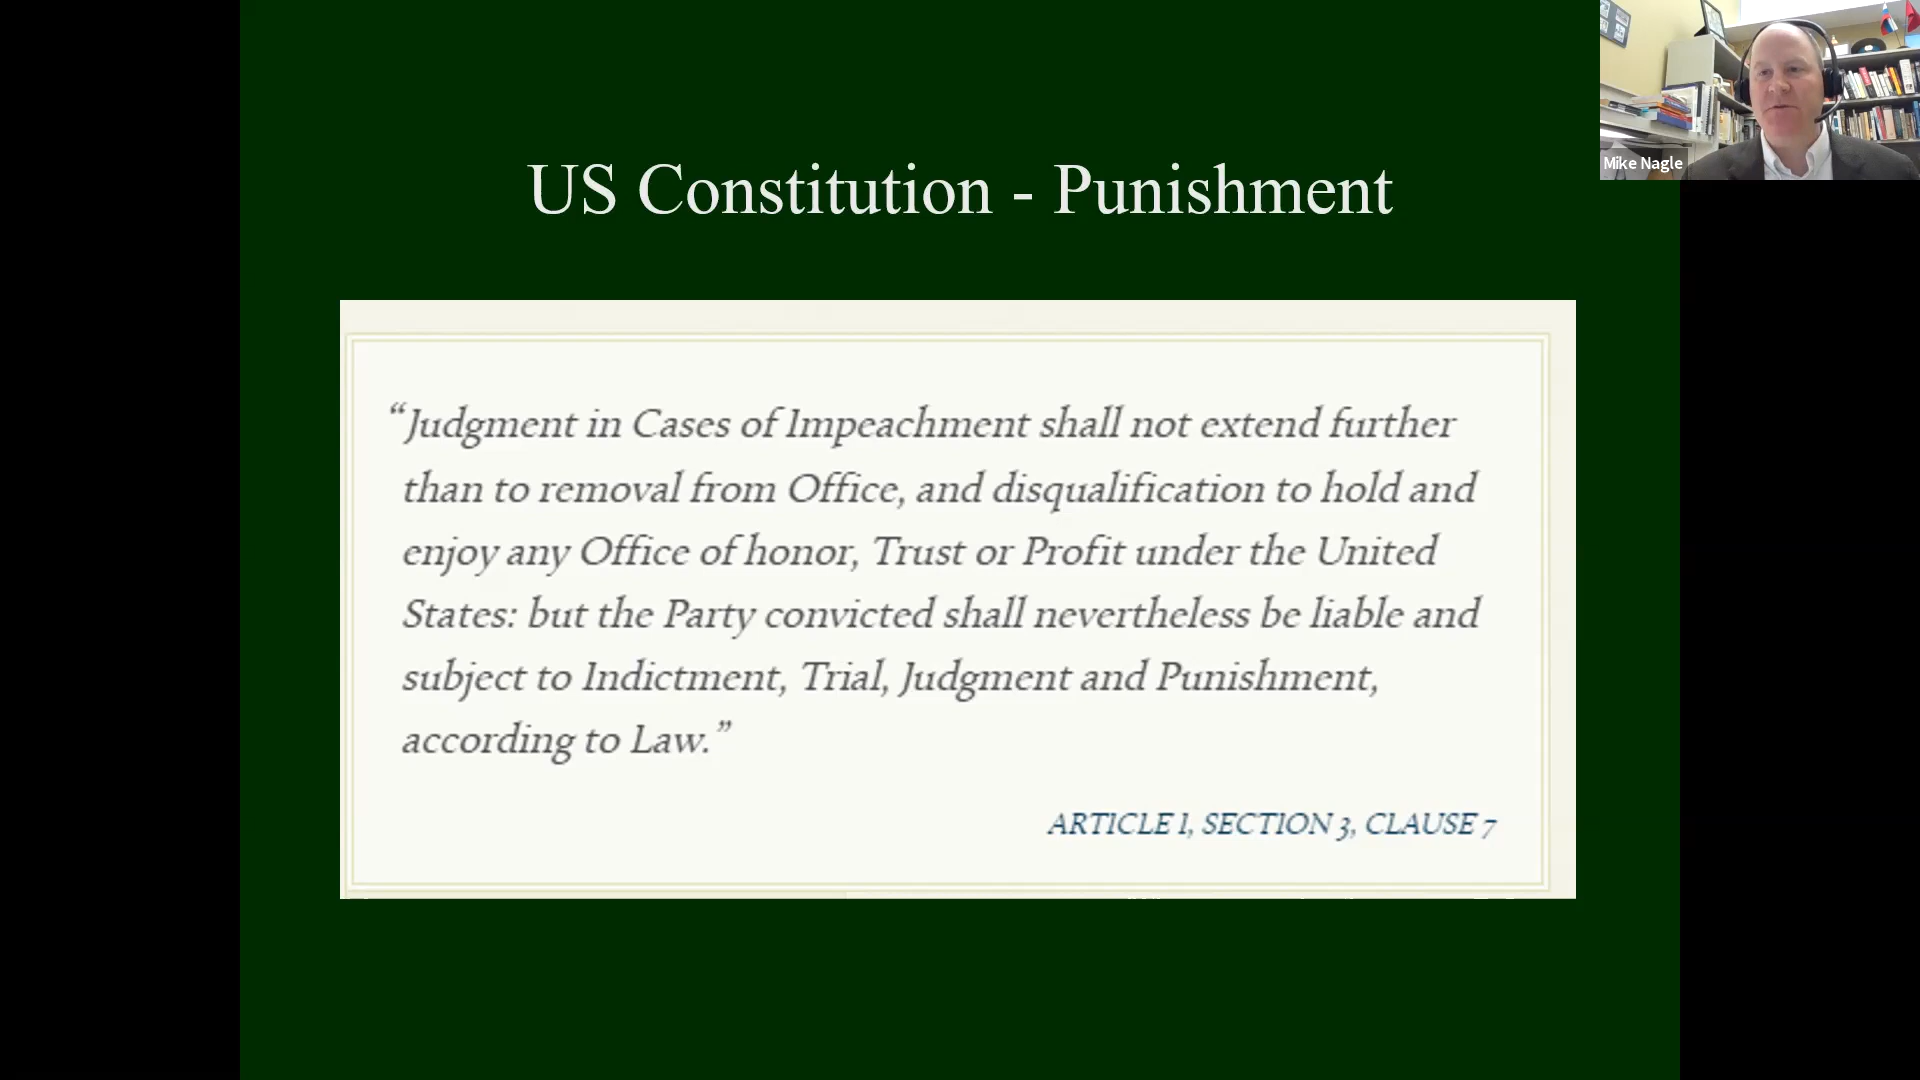 US Constitution - Punishment
Mike Nagle
“Judgment in Cases of Impeachment shall not extend further
than to removal from Office, and disqualification to hold and
enjoy any Office of honor, Trust or Profit under the United
States: but the Party convicted shall nevertheless be liable and
subject to Indictment, Trial, Judgment and Punishment,
according to Law.”
ARTICLE I, SECTION 3, CLAUSE 7